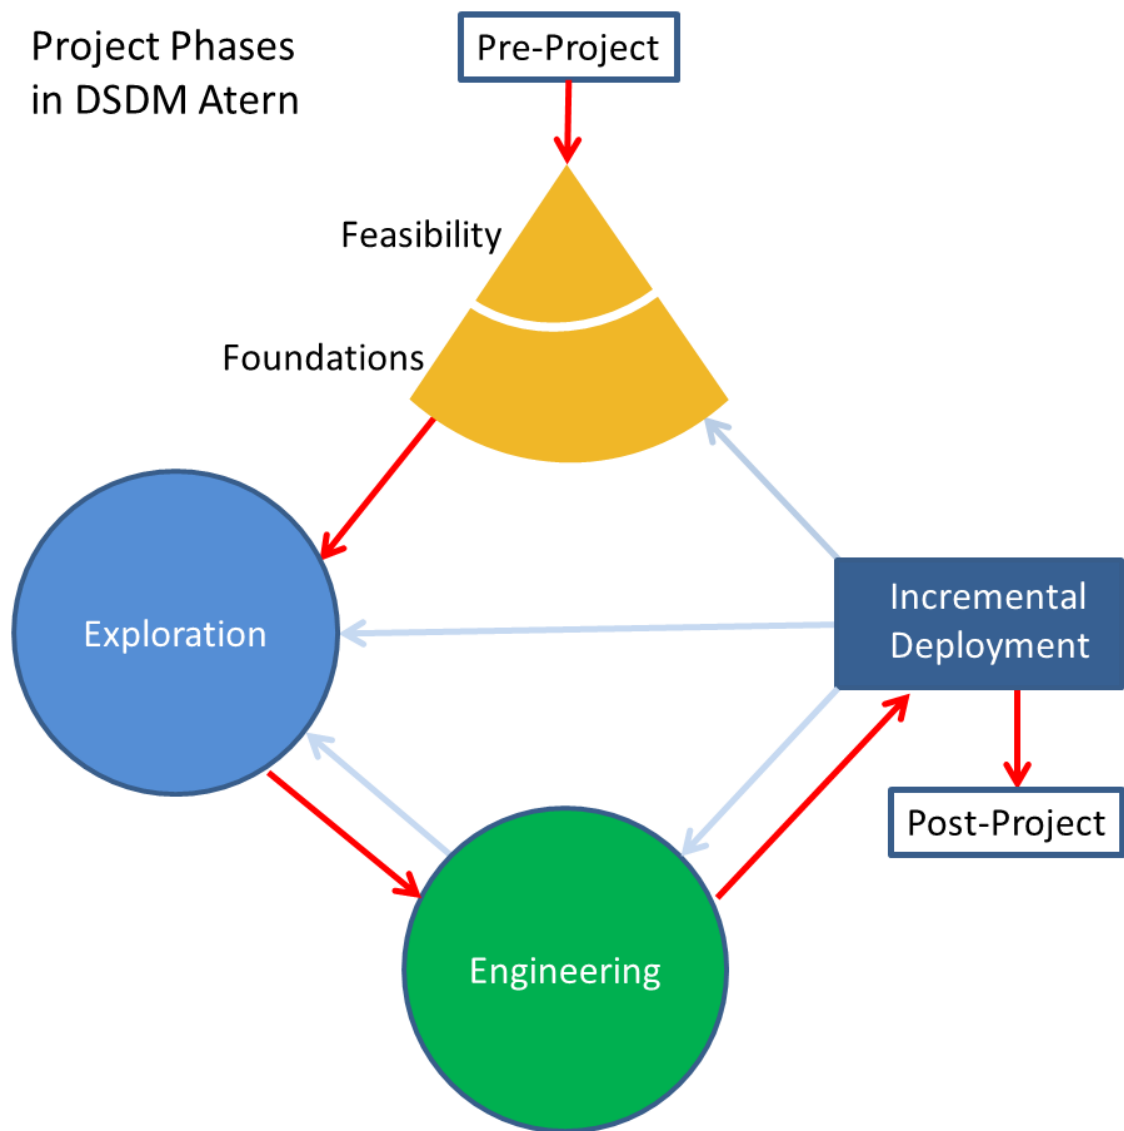 Project Phases
in DSDM Atern
Pre-Project
Feasibility
Foundations
Exploration
Incremental
Deployment
Post-Project
Engineering